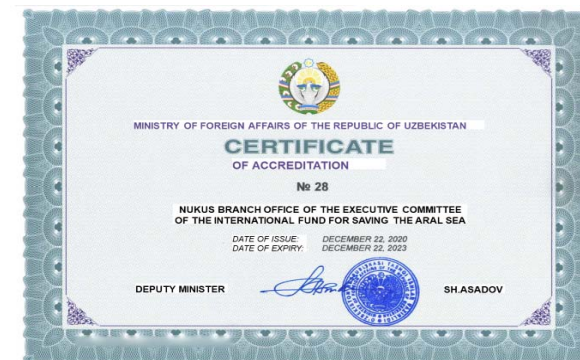 MINISTRY OF FOREIGN AFFAIRS OF THE REPUBLIC OF UZBEKISTAN
CERTIFICATE
OF ACCREDITATION
№ 28
NUKUS BRANCH OFFICE OF THE EXECUTIVE COMMITTEE
OF THE INTERNATIONAL FUND FOR SAVING THE ARAL SEA
DATE OF ISSUE: DECEMBER 22, 2020
DATE OF EXPIRY: DECEMBER 22, 2023
DEPUTY MINISTER SH.ASADOV